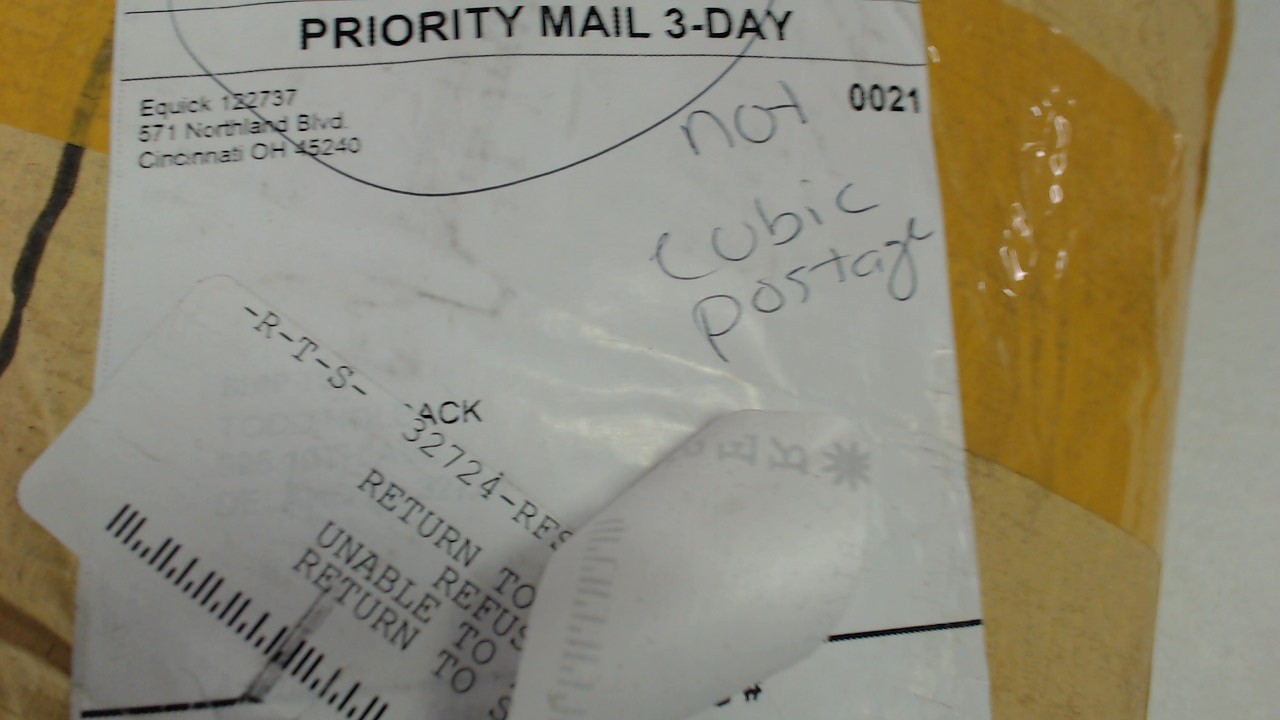 PRIORITY MAIL 3-DAY
Equick 122737
571 Northland Blvd.
Cincinnati OH 45240
0021
not
cubic
postage
-R-T-S-
ACK
32724-RFS
RETURN TO
REFUS
UNABLE TO
RETURN TO S